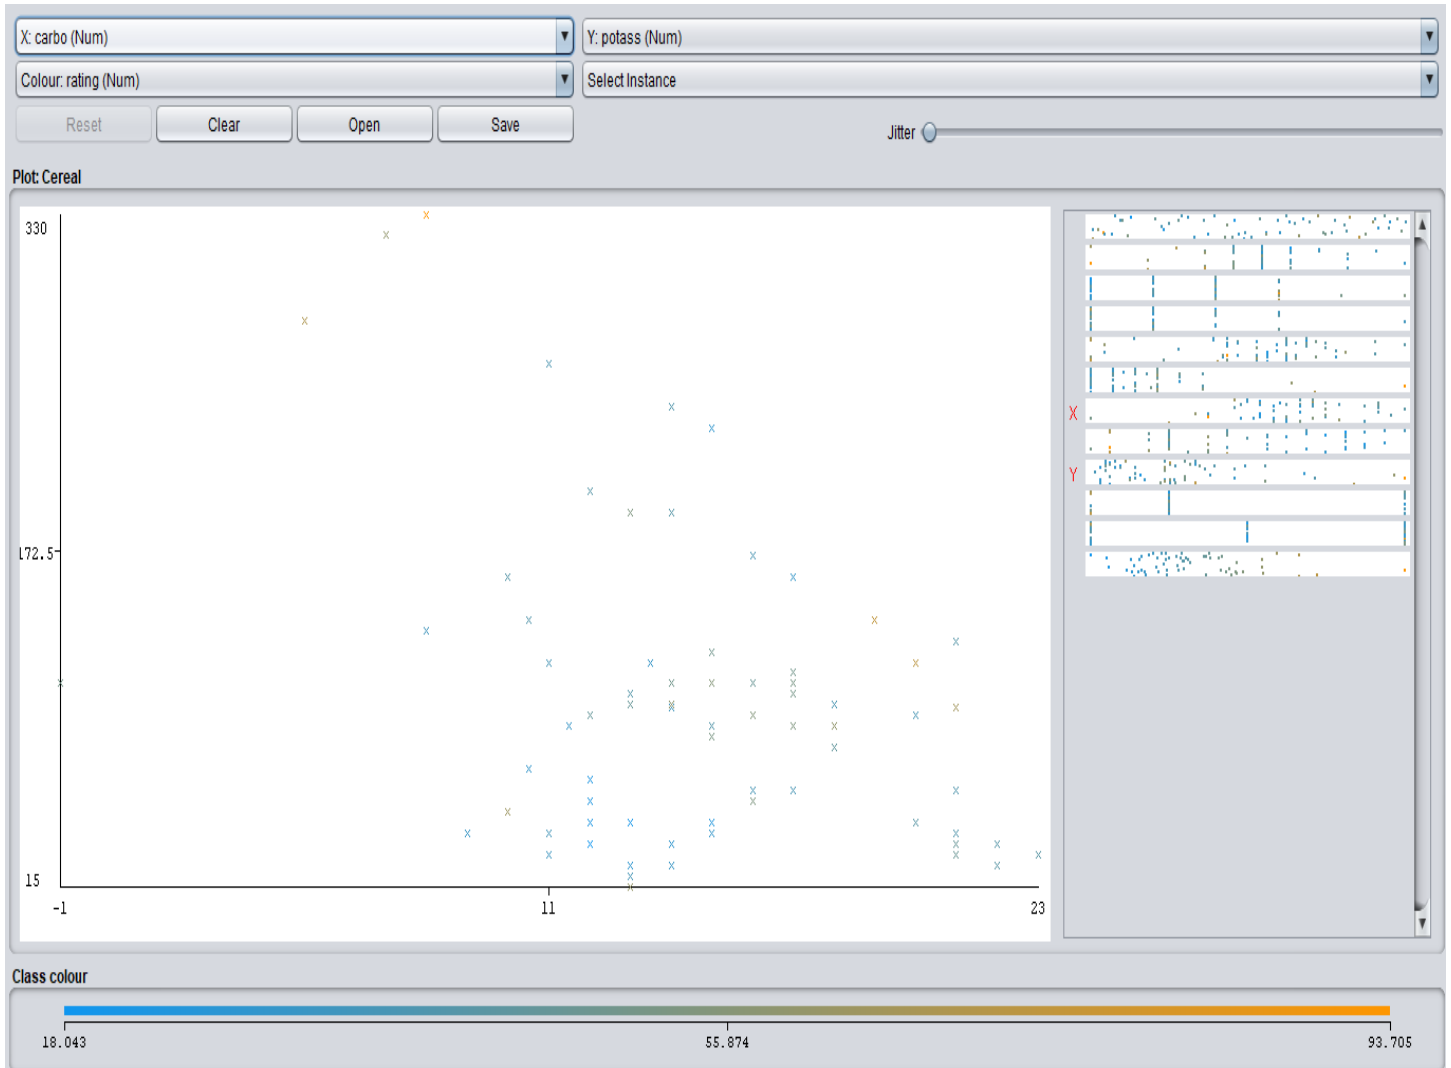 X: carbo (Num)
Y: potass (Num)
Colour: rating (Num)
Select Instance
Reset
Clear
Open
Save
Jitter
Plot: Cereal
330
172.5
15
-1
11
23
X
Y
Class colour
18.043
55.874
93.705